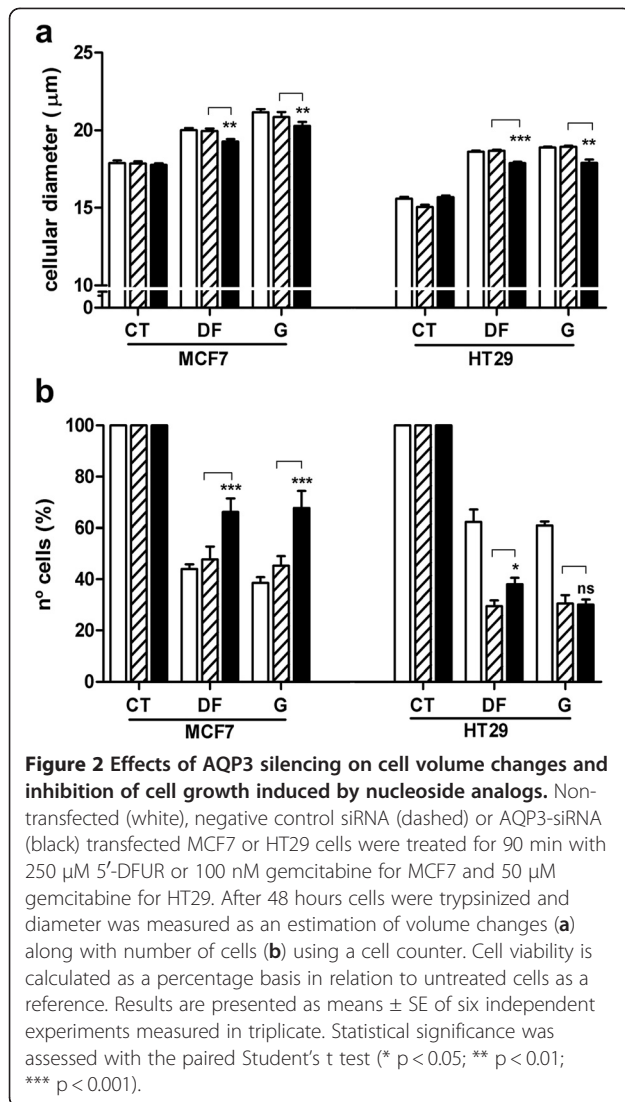 a
cellular diameter (μm)
25
20
15
10
0
** ** *** **
CT DF G CT DF G
MCF7 HT29
b
nº cells (%)
100
80
60
40
20
0
*** *** * ns
CT DF G CT DF G
MCF7 HT29
Figure 2 Effects of AQP3 silencing on cell volume changes and
inhibition of cell growth induced by nucleoside analogs. Non-
transfected (white), negative control siRNA (dashed) or AQP3-siRNA
(black) transfected MCF7 or HT29 cells were treated for 90 min with
250 μM 5′-DFUR or 100 nM gemcitabine for MCF7 and 50 μM
gemcitabine for HT29. After 48 hours cells were trypsinized and
diameter was measured as an estimation of volume changes (a)
along with number of cells (b) using a cell counter. Cell viability is
calculated as a percentage basis in relation to untreated cells as a
reference. Results are presented as means ± SE of six independent
experiments measured in triplicate. Statistical significance was
assessed with the paired Student's t test (* p < 0.05; ** p < 0.01;
*** p < 0.001).